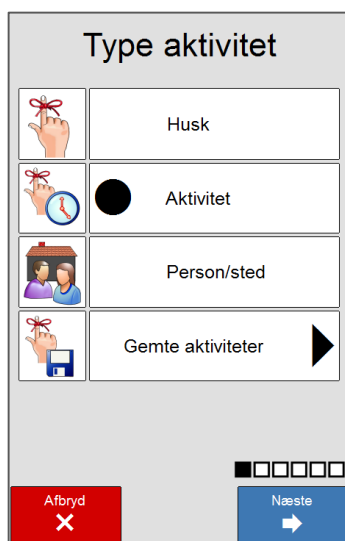 Type aktivitet
Husk
Aktivitet
Person/sted
Gemte aktiviteter
Afbryd
Næste